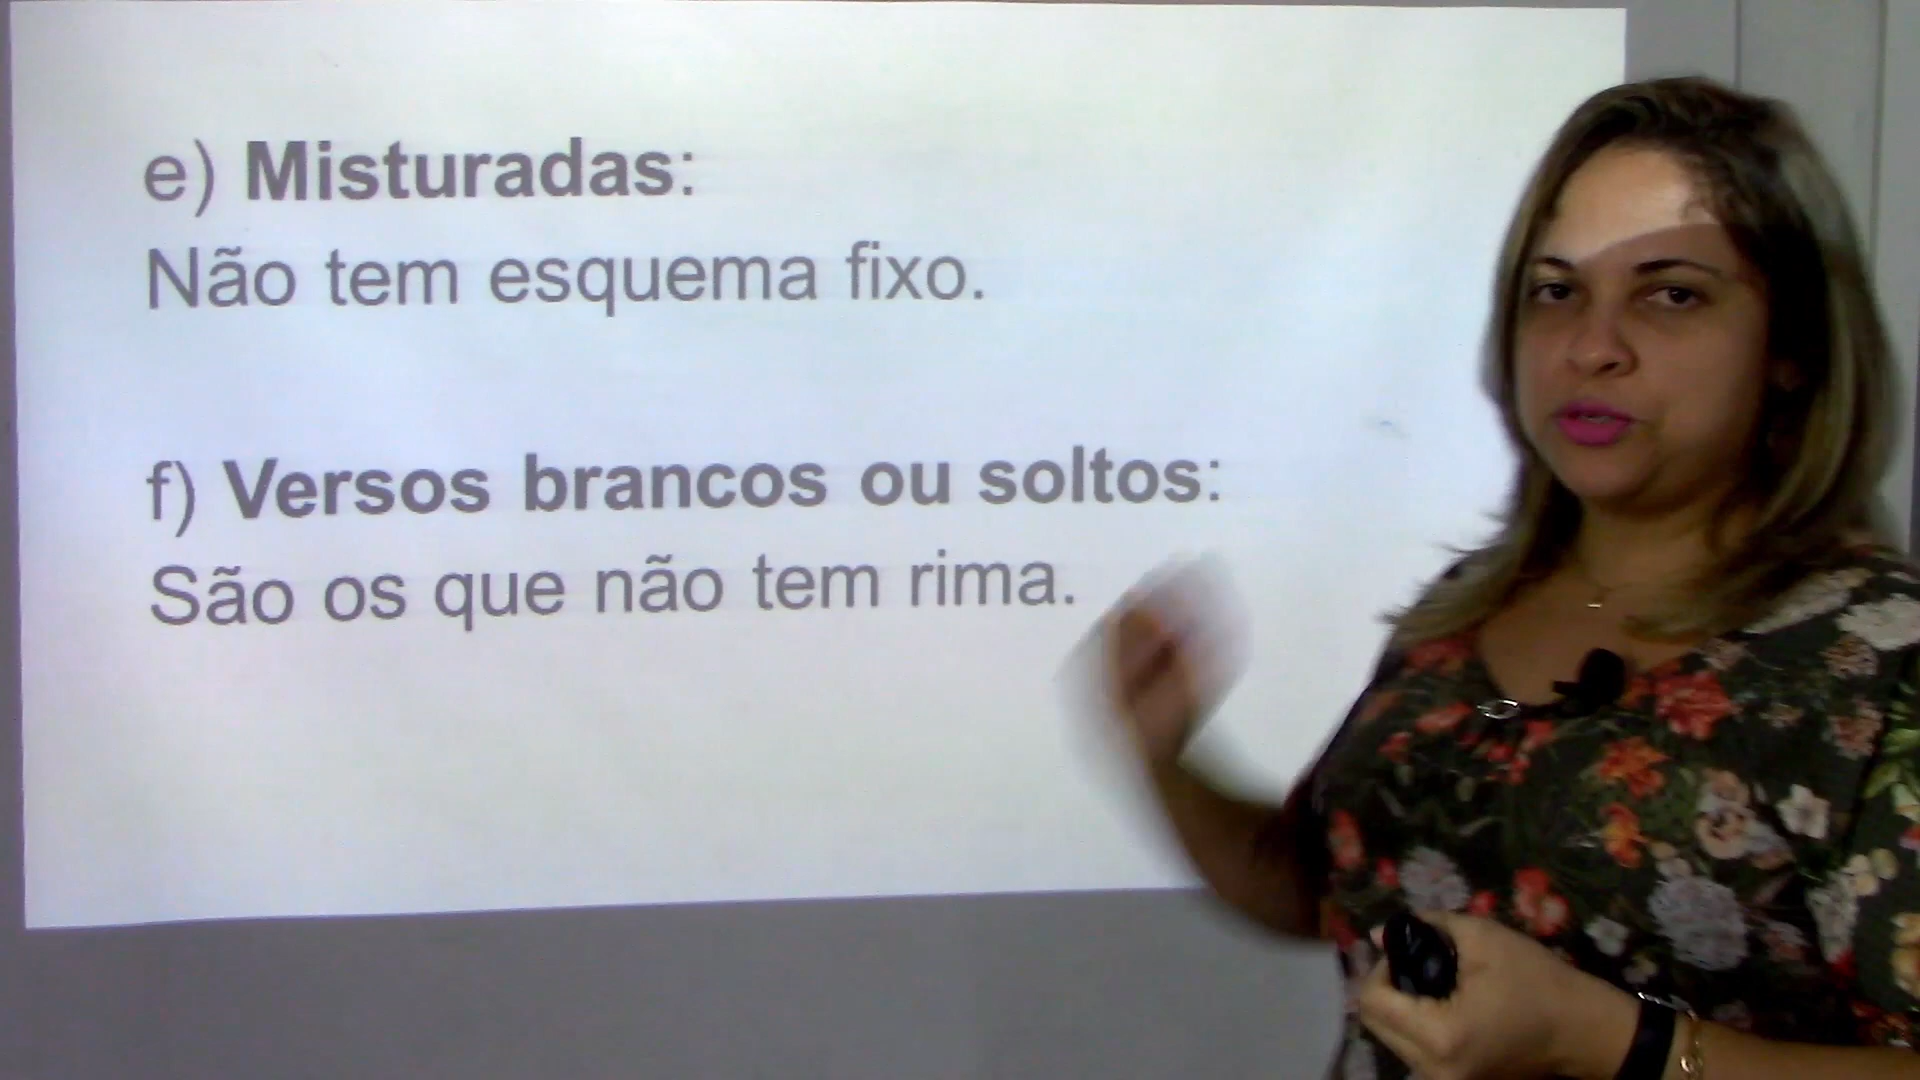 e) Misturadas:
Não tem esquema fixo.
f) Versos brancos ou soltos:
São os que não tem rima.